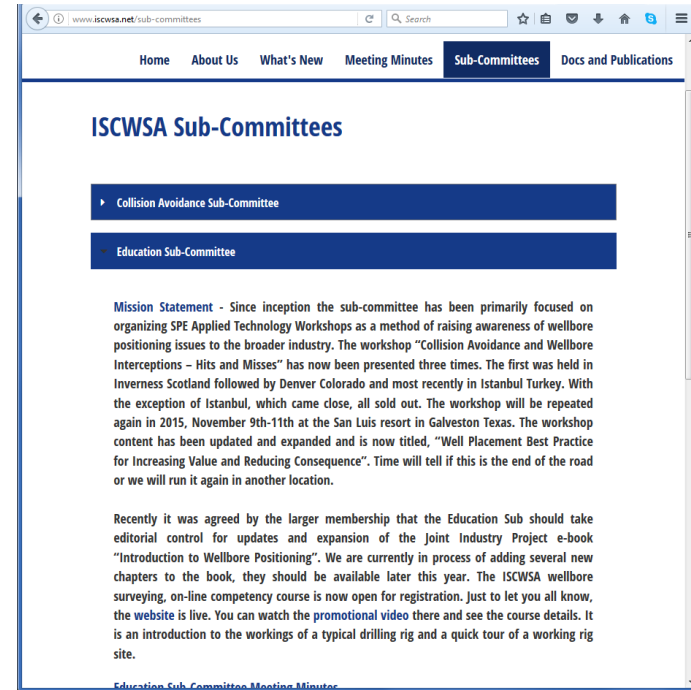 www.iscwsa.net/sub-committees
Search
Home About Us What's New Meeting Minutes Sub-Committees Docs and Publications
ISCWSA Sub-Committees
Collision Avoidance Sub-Committee
Education Sub-Committee
Mission Statement - Since inception the sub-committee has been primarily focused on
organizing SPE Applied Technology Workshops as a method of raising awareness of wellbore
positioning issues to the broader industry. The workshop “Collision Avoidance and Wellbore
Interceptions – Hits and Misses” has now been presented three times. The first was held in
Inverness Scotland followed by Denver Colorado and most recently in Istanbul Turkey. With
the exception of Istanbul, which came close, all sold out. The workshop will be repeated
again in 2015, November 9th-11th at the San Luis resort in Galveston Texas. The workshop
content has been updated and expanded and is now titled, “Well Placement Best Practice
for Increasing Value and Reducing Consequence”. Time will tell if this is the end of the road
or we will run it again in another location.
Recently it was agreed by the larger membership that the Education Sub should take
editorial control for updates and expansion of the Joint Industry Project e-book
“Introduction to Wellbore Positioning”. We are currently in process of adding several new
chapters to the book, they should be available later this year. The ISCWSA wellbore
surveying, on-line competency course is now open for registration. Just to let you all know,
the website is live. You can watch the promotional video there and see the course details. It
is an introduction to the workings of a typical drilling rig and a quick tour of a working rig
site.
Education Sub-Committee Meeting Minutes